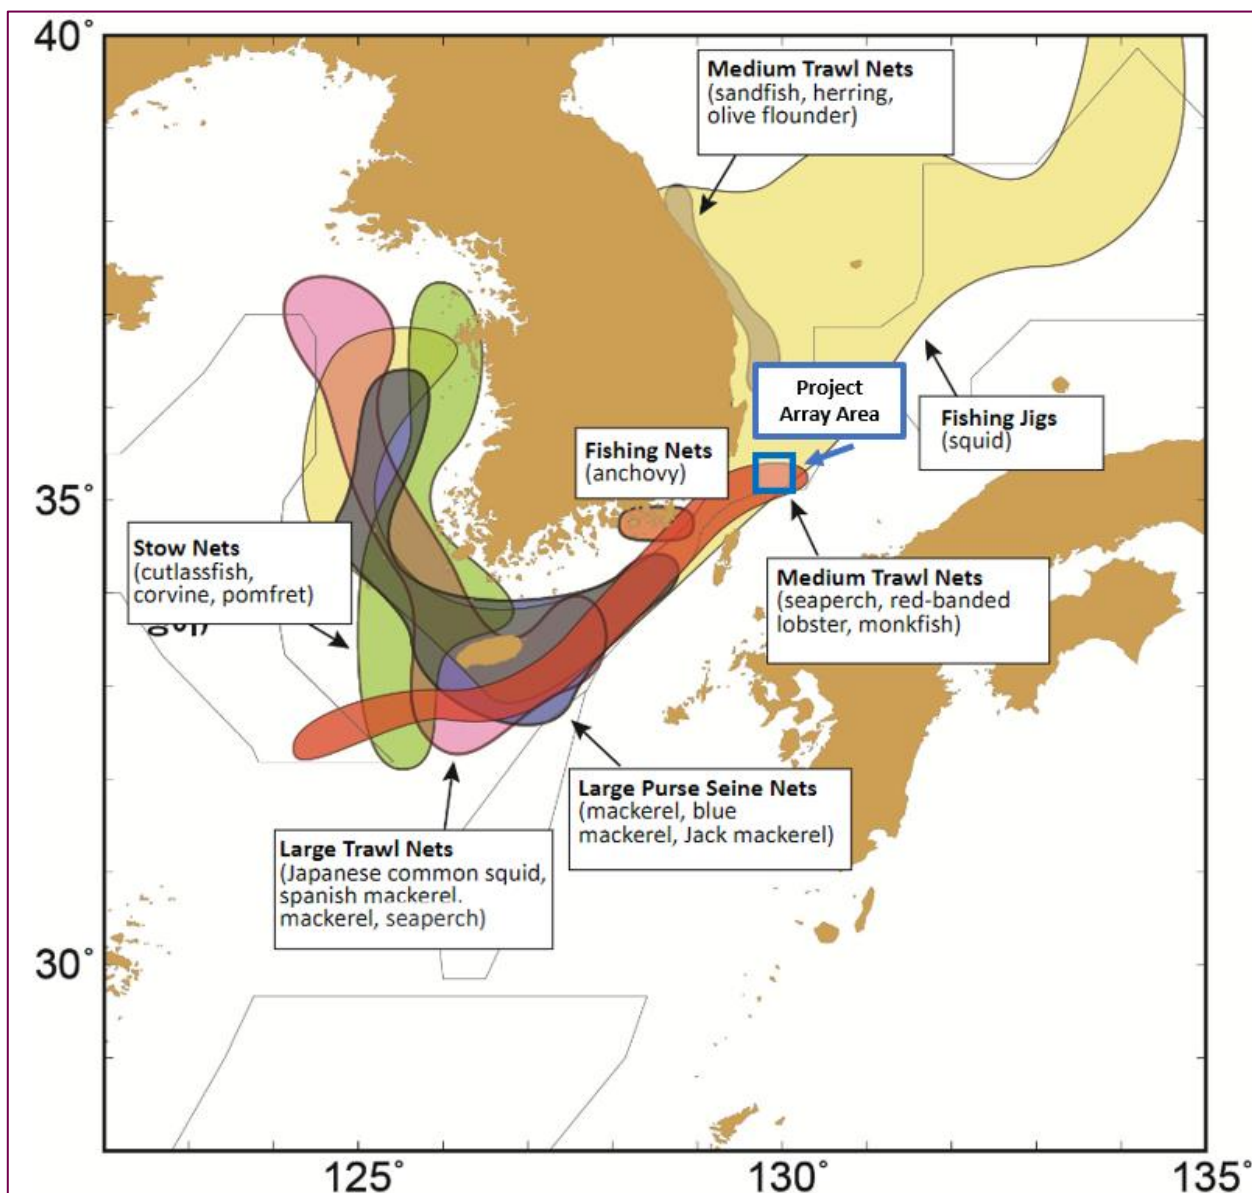 40°
Medium Trawl Nets
(sandfish, herring,
olive flounder)
Project
Array Area
Fishing Jigs
(squid)
Fishing Nets
(anchovy)
35°
Stow Nets
(cutlassfish,
corvine, pomfret)
Medium Trawl Nets
(seaperch, red-banded
lobster, monkfish)
Large Purse Seine Nets
(mackerel, blue
mackerel, Jack mackerel)
Large Trawl Nets
(Japanese common squid,
spanish mackerel,
mackerel, seaperch)
30°
125°
130°
135°